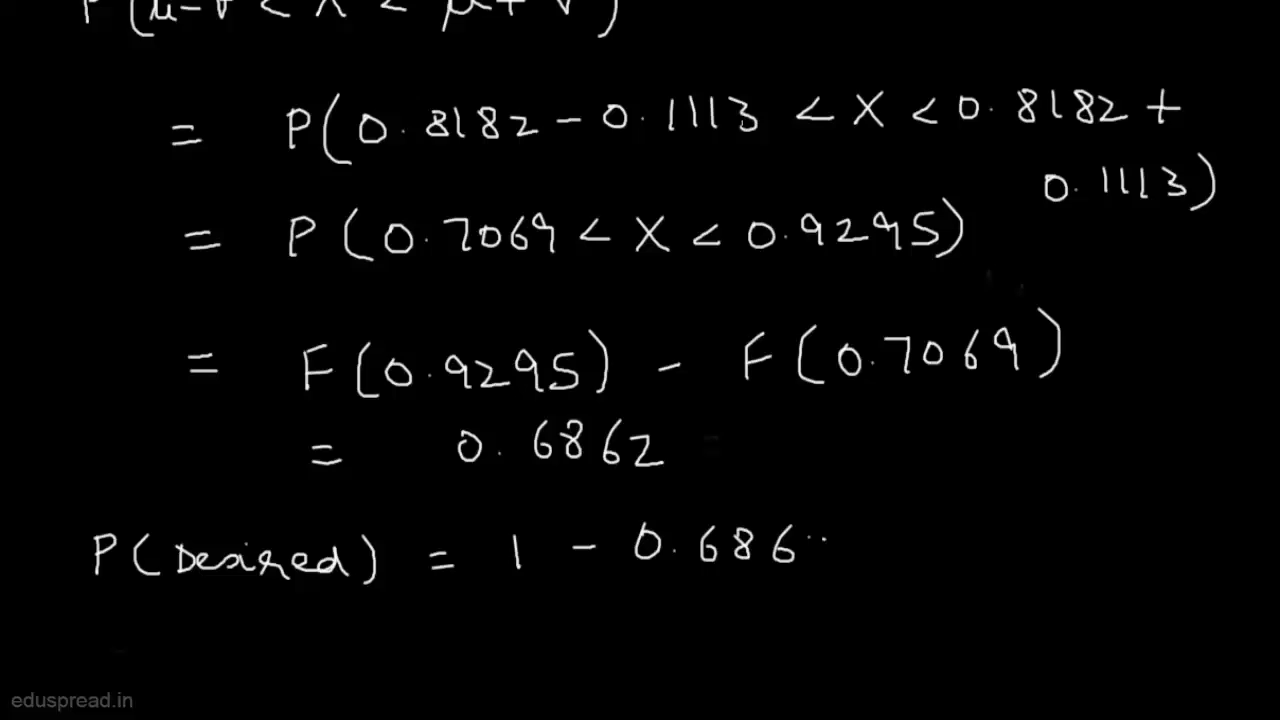 P(μ-σ < X < μ+σ)
= P(0.8182 - 0.1113 < X < 0.8182 +
0.1113)
= P(0.7069 < X < 0.9295)
= F(0.9295) - F(0.7069)
= 0.6862
P(Desired) = 1 - 0.686
eduspread.in